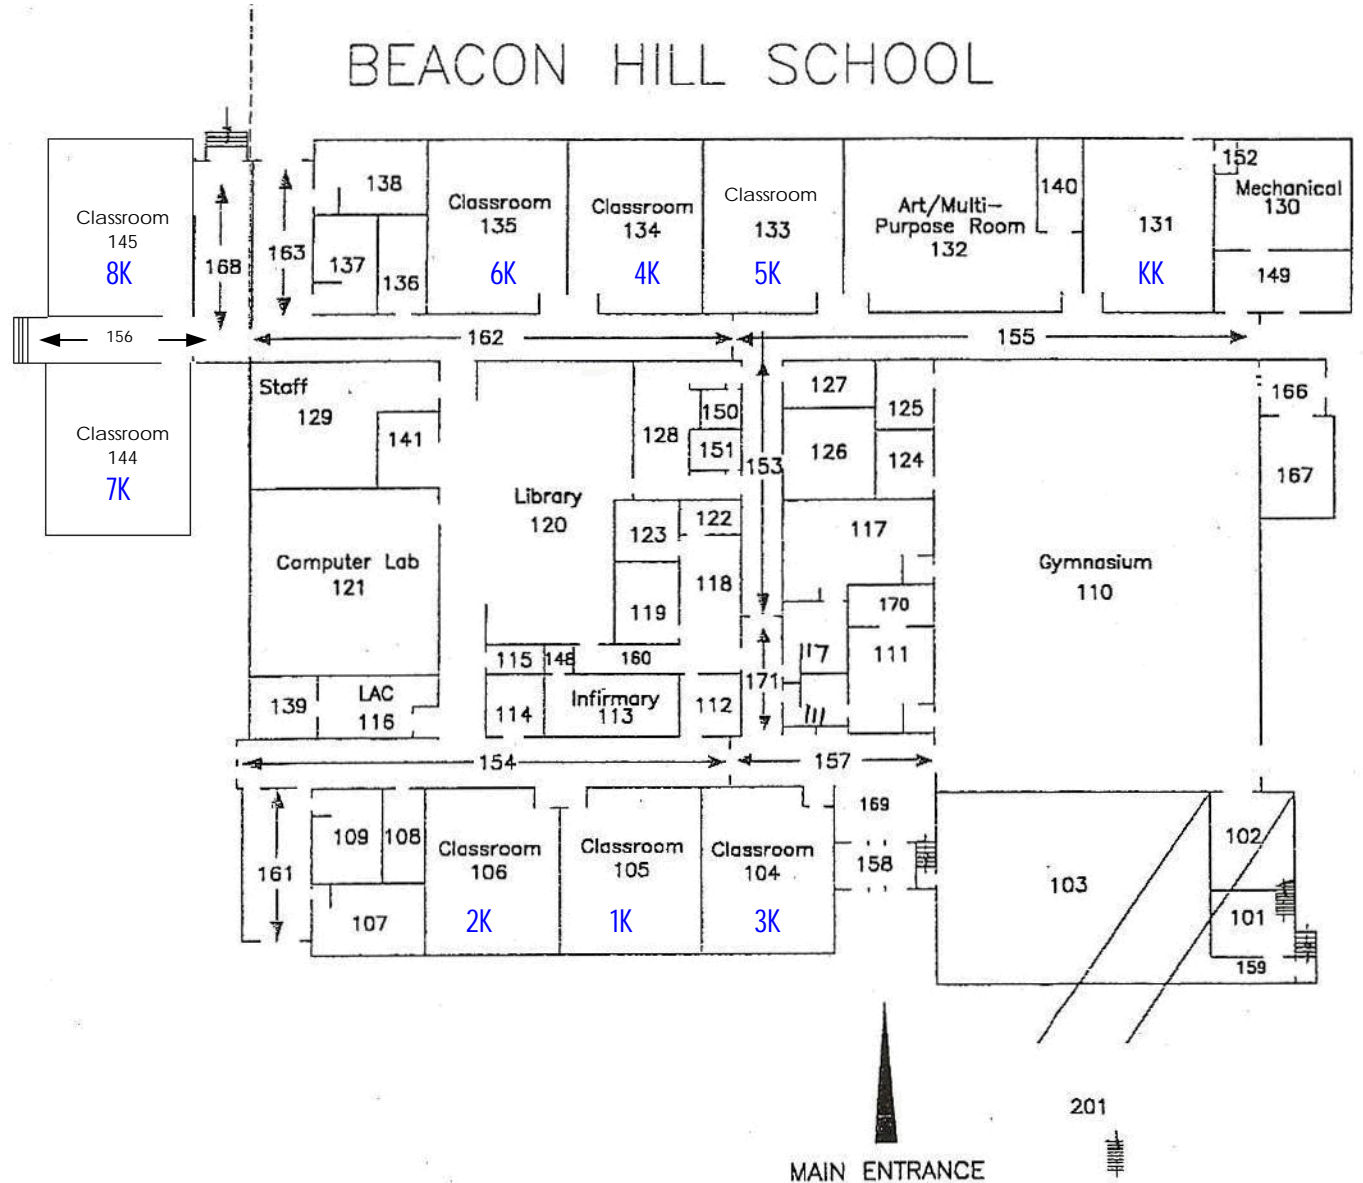 BEACON HILL SCHOOL
Classroom
145
8K
168
163
138
137
136
Classroom
135
6K
Classroom
134
4K
Classroom
133
5K
Art/Multi-
Purpose Room
132
140
131
KK
152
Mechanical
130
149
156
162
155
Classroom
144
7K
Staff
129
141
Library
120
128
150
151
153
127
126
125
124
166
167
Computer Lab
121
123
122
118
119
117
170
Gymnasium
110
139
LAC
116
115
148
160
114
Infirmary
113
112
171
117
111
111
154
157
161
109
108
107
Classroom
106
2K
Classroom
105
1K
Classroom
104
3K
169
158
103
102
101
159
201
MAIN ENTRANCE